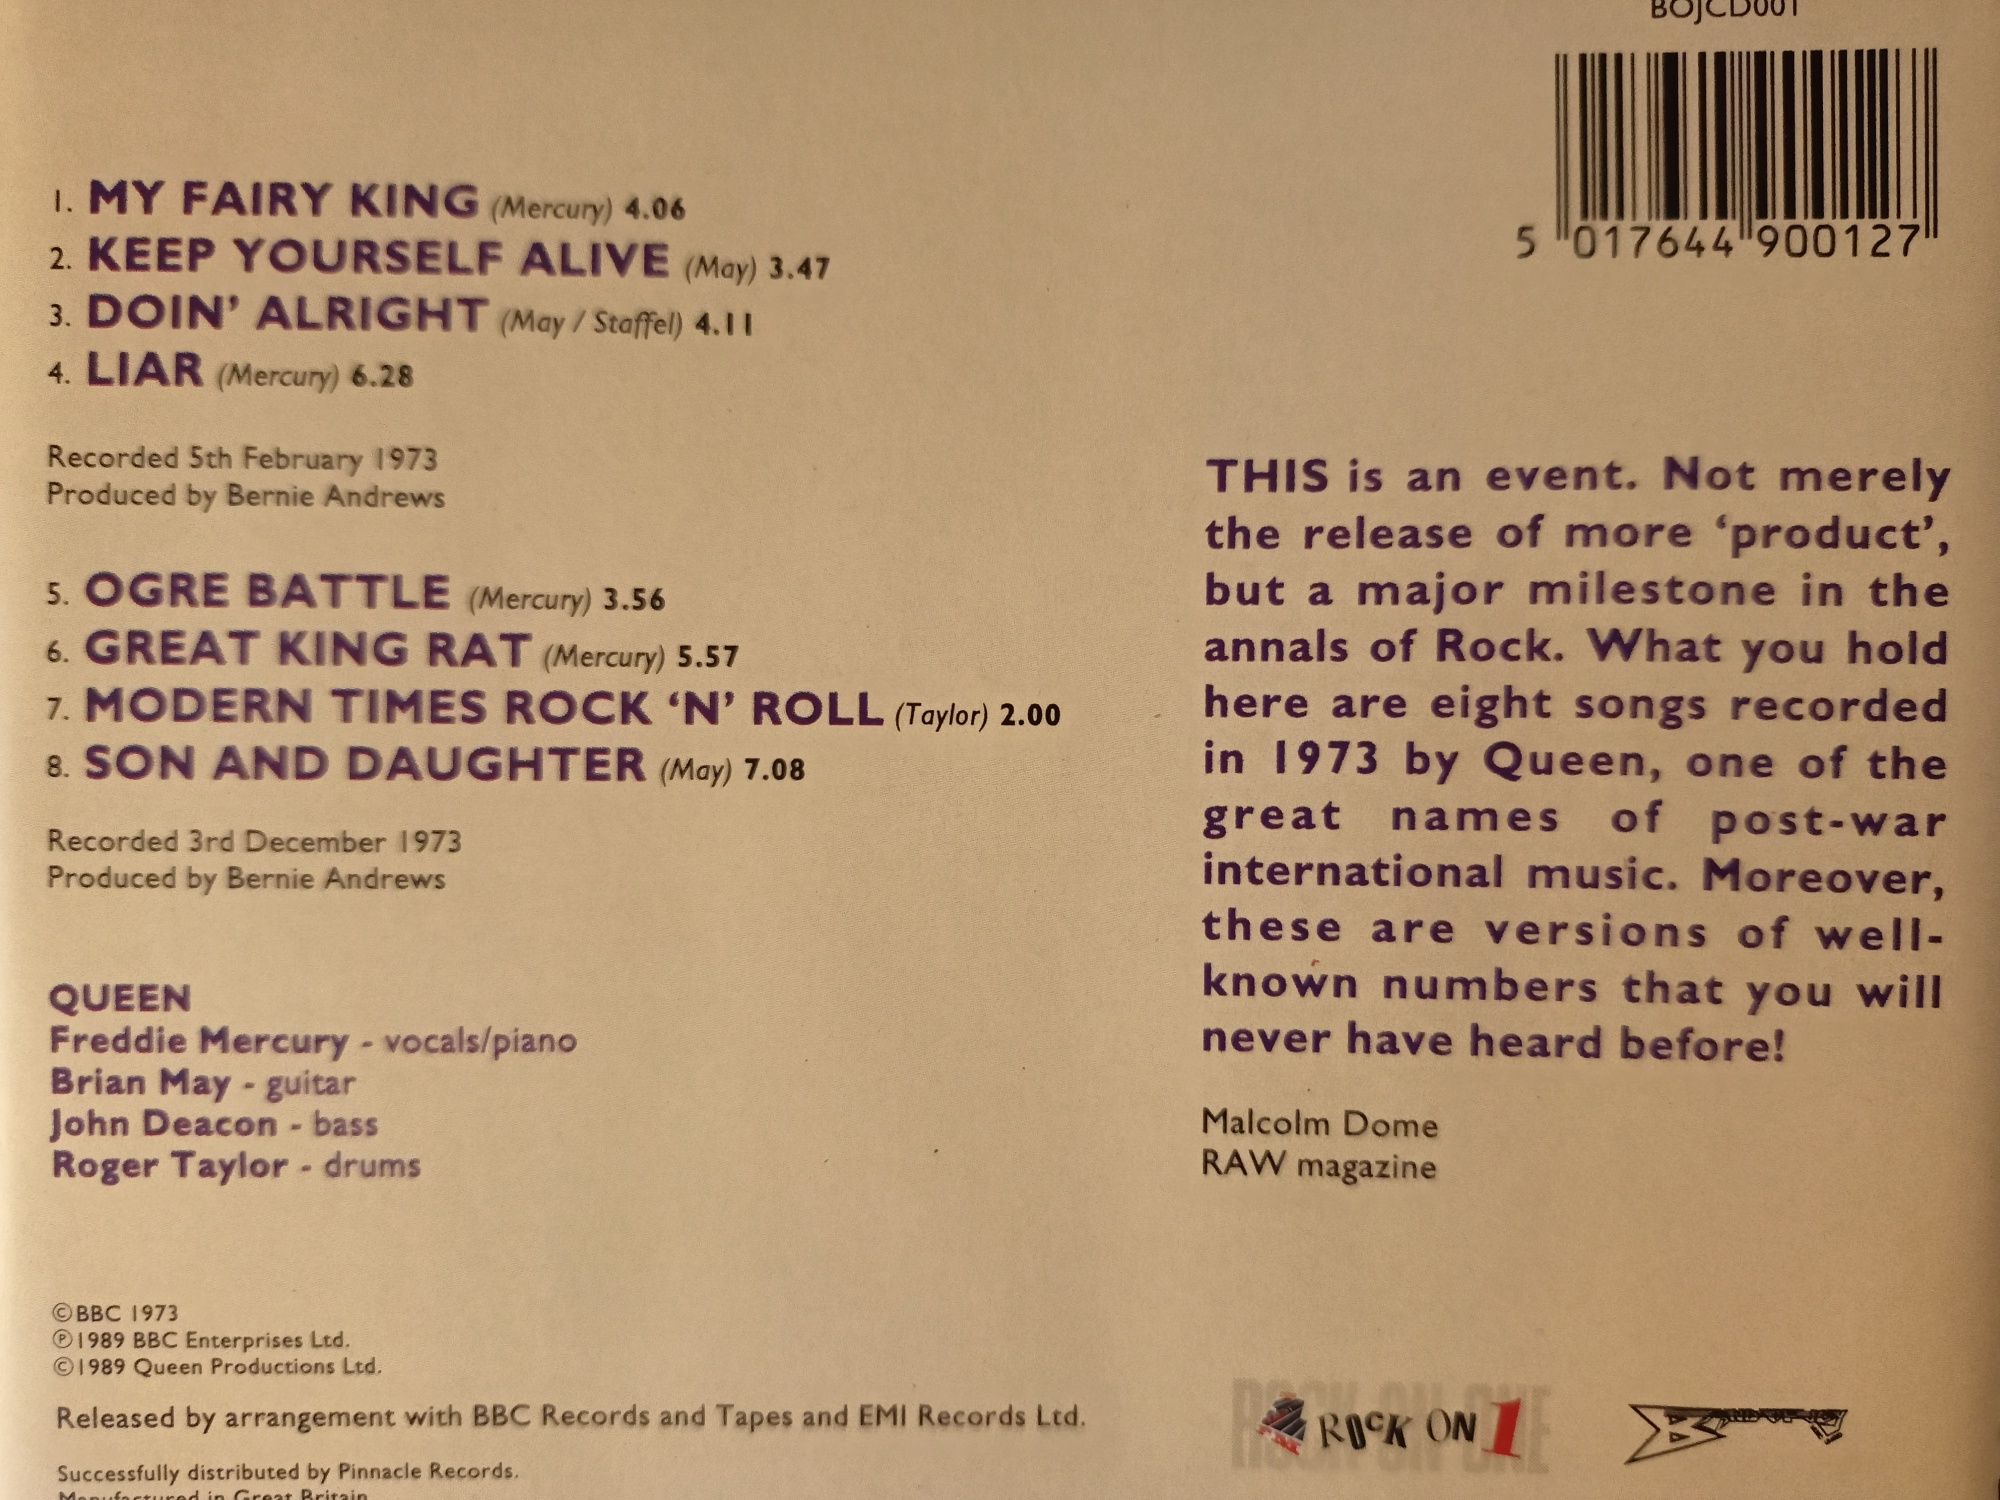 BOJCD001
5 017644 900127
1. MY FAIRY KING (Mercury) 4.06
2. KEEP YOURSELF ALIVE (May) 3.47
3. DOIN' ALRIGHT (May / Staffel) 4.11
4. LIAR (Mercury) 6.28
Recorded 5th February 1973
Produced by Bernie Andrews
5. OGRE BATTLE (Mercury) 3.56
6. GREAT KING RAT (Mercury) 5.57
7. MODERN TIMES ROCK 'N' ROLL (Taylor) 2.00
8. SON AND DAUGHTER (May) 7.08
Recorded 3rd December 1973
Produced by Bernie Andrews
QUEEN
Freddie Mercury - vocals/piano
Brian May - guitar
John Deacon - bass
Roger Taylor - drums
THIS is an event. Not merely
the release of more 'product',
but a major milestone in the
annals of Rock. What you hold
here are eight songs recorded
in 1973 by Queen, one of the
great names of post-war
international music. Moreover,
these are versions of well-
known numbers that you will
never have heard before!
Malcolm Dome
RAW magazine
©BBC 1973
℗1989 BBC Enterprises Ltd.
©1989 Queen Productions Ltd.
Released by arrangement with BBC Records and Tapes and EMI Records Ltd.
Successfully distributed by Pinnacle Records.
Manufactured in Great Britain
ROCK ON ONE
ROCK ON 1